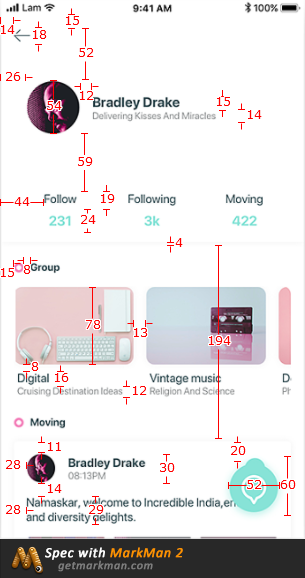 Lam 9:41 AM 100%
14
15
18
52
26
12
54
Bradley Drake
Delivering Kisses And Miracles
15
14
59
44
19
Follow Following Moving
231 3k 422
24
4
15 8 Group
78
13
194
8
Digital Vintage music De
16
Cruising Destination Ideas Religion And Science Ph
12
Moving
11
20
28
Bradley Drake
08:13PM
30
52
60
14
Namaskar, welcome to Incredible India,en
28
29
and diversity delights.
Spec with MarkMan 2
getmarkman.com